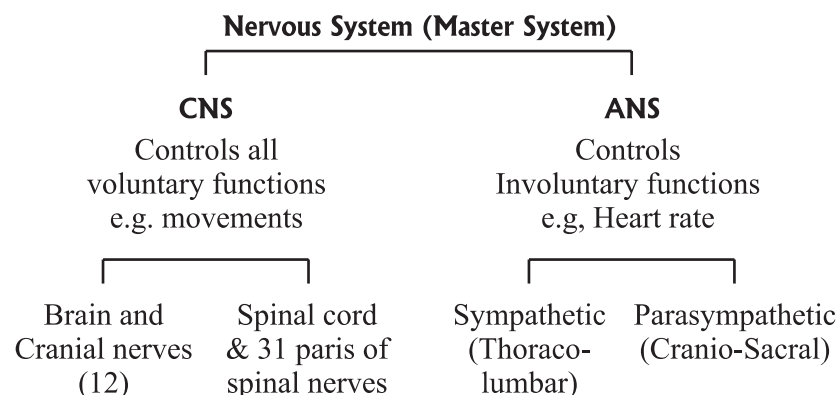 Nervous System (Master System)
CNS
Controls all
voluntary functions
e.g. movements
ANS
Controls
Involuntary functions
e.g, Heart rate
Brain and
Cranial nerves
(12)
Spinal cord
& 31 paris of
spinal nerves
Sympathetic
(Thoraco-
lumbar)
Parasympathetic
(Cranio-Sacral)